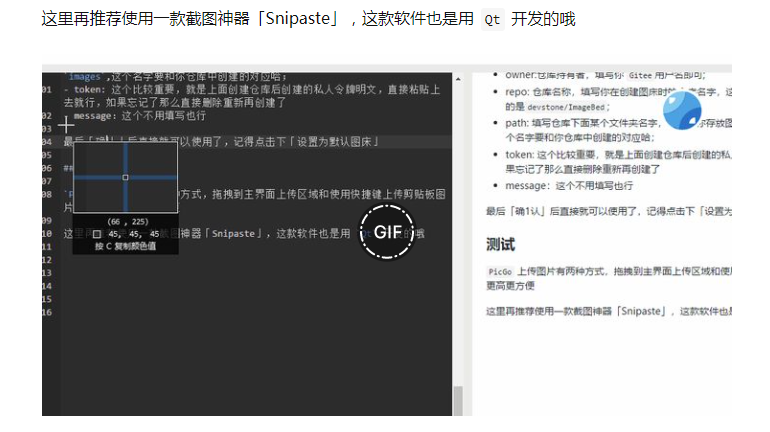 这里再推荐使用一款截图神器「Snipaste」，这款软件也是用 Qt 开发的哦
`images`,这个名字要和你仓库中创建的对应哈；
01 - token: 这个比较重要，就是上面创建仓库后创建的私人令牌明文，直接粘贴上
去就行，如果忘记了那么直接删除重新再创建了
02 message: 这个不用填写也行
03
04 最后「确1认」后直接就可以使用了，记得点击下「设置为默认图床」
05
06 ##
07
08 方式，拖拽到主界面上传区域和使用快捷键上传剪贴板图
片
09
10 这里 截图神器「Snipaste」，这款软件也是用 的哦
11
12
13
14
15
16
(66 , 225)
45, 45, 45
按 C 复制颜色值
GIF
owner:仓库持有者，填写你 Gitee 用户名即可;
repo: 仓库名称，填写你在创建图床时的 名字，这
的是 devstone/ImageBed;
path: 填写仓库下面某个文件夹名字， 你存放图
个名字要和你仓库中创建的对应哈;
token: 这个比较重要，就是上面创建仓库后创建的私
果忘记了那么直接删除重新再创建了
message：这个不用填写也行
最后「确1认」后直接就可以使用了，记得点击下「设置为
测试
PicGo 上传图片有两种方式，拖拽到主界面上传区域和使用
更高更方便
这里再推荐使用一款截图神器「Snipaste」，这款软件也是